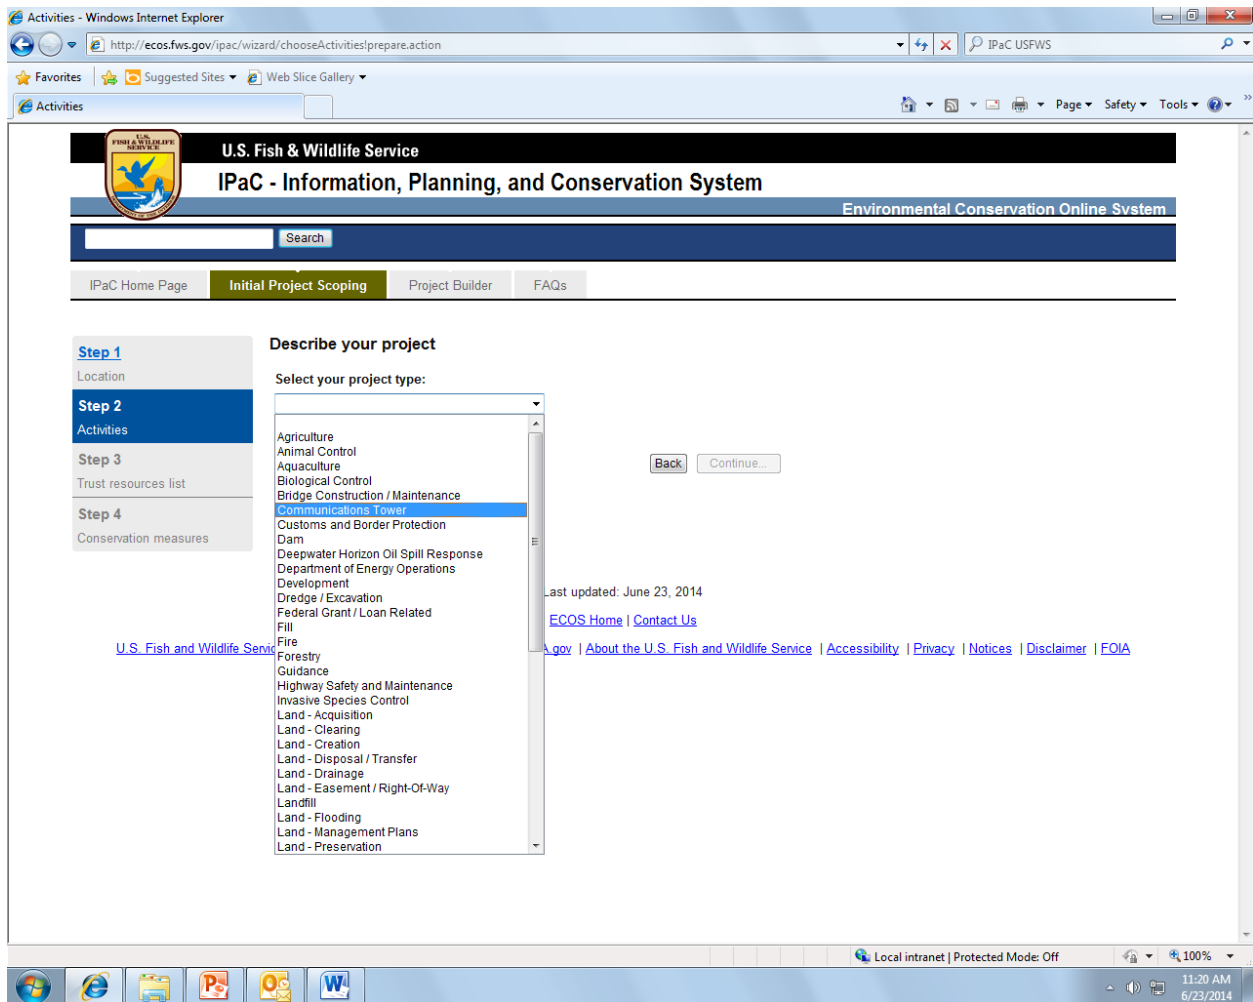 Activities - Windows Internet Explorer
http://ecos.fws.gov/ipac/wizard/chooseActivities!prepare.action
IPaC USFWS
Favorites
Suggested Sites
Web Slice Gallery
Activities
Page
Safety
Tools
U.S.
FISH & WILDLIFE
SERVICE
U.S. Fish & Wildlife Service
IPaC - Information, Planning, and Conservation System
Environmental Conservation Online System
Search
IPaC Home Page
Initial Project Scoping
Project Builder
FAQs
Step 1
Location
Step 2
Activities
Step 3
Trust resources list
Step 4
Conservation measures
Describe your project
Select your project type:
Agriculture
Animal Control
Aquaculture
Biological Control
Bridge Construction / Maintenance
Communications Tower
Customs and Border Protection
Dam
Deepwater Horizon Oil Spill Response
Department of Energy Operations
Development
Dredge / Excavation
Federal Grant / Loan Related
Fill
Fire
Forestry
Guidance
Highway Safety and Maintenance
Invasive Species Control
Land - Acquisition
Land - Clearing
Land - Creation
Land - Disposal / Transfer
Land - Drainage
Land - Easement / Right-Of-Way
Landfill
Land - Flooding
Land - Management Plans
Land - Preservation
Back
Continue...
Last updated: June 23, 2014
ECOS Home | Contact Us
U.S. Fish and Wildlife .gov | About the U.S. Fish and Wildlife Service | Accessibility | Privacy | Notices | Disclaimer | FOIA
Local intranet | Protected Mode: Off
100%
11:20 AM
6/23/2014